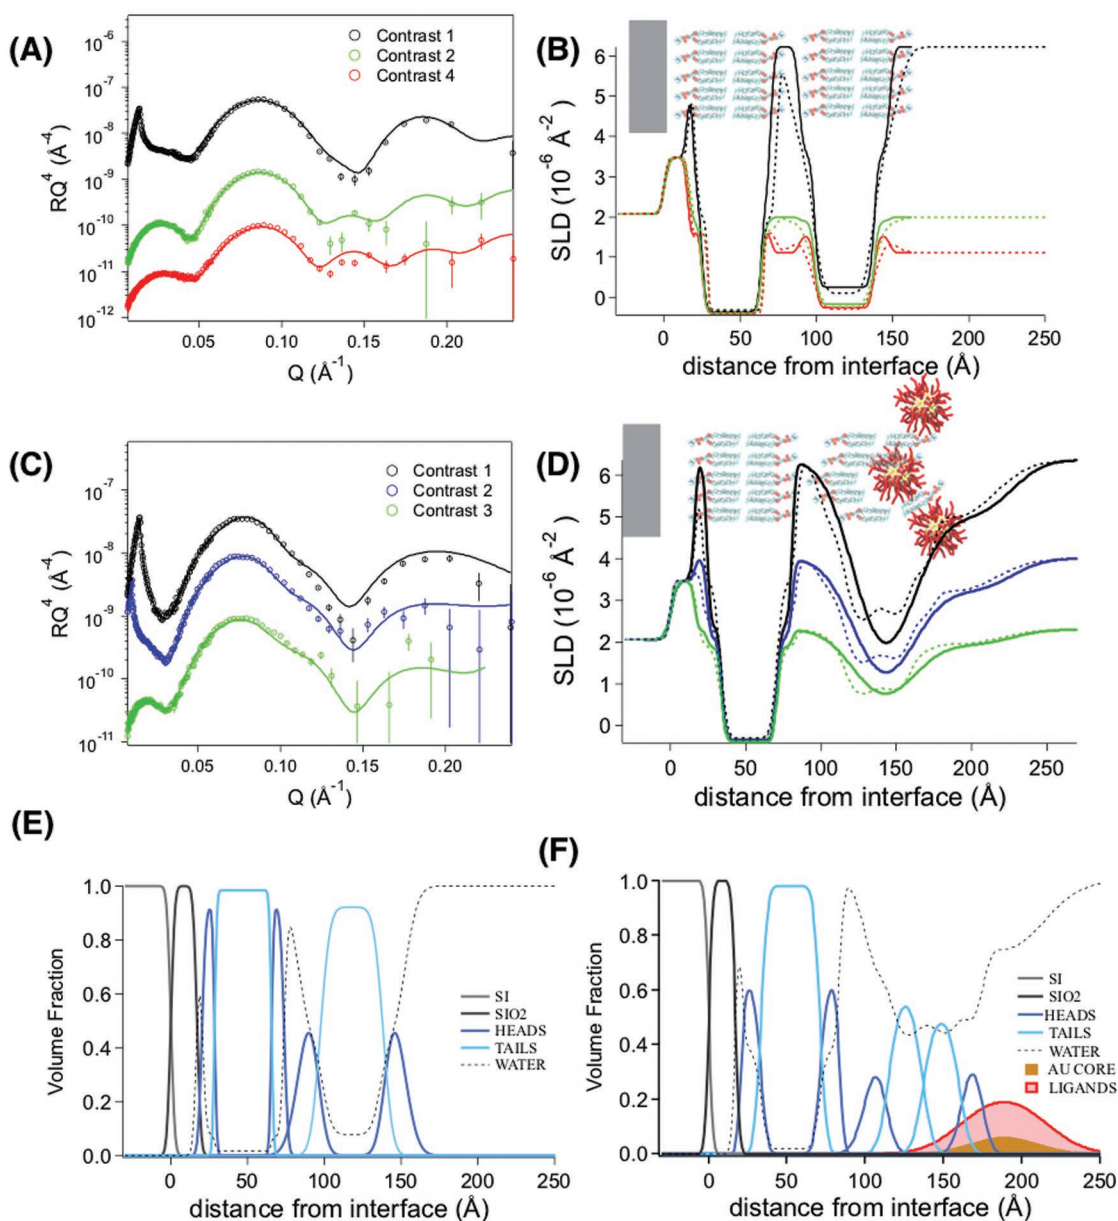 (A)
10-6
10-7
10-8
10-9
10-10
10-11
10-12
RQ4 (Å-4)
Contrast 1
Contrast 2
Contrast 4
0.05 0.10 0.15 0.20
Q (Å-1)
(B)
6
5
4
3
2
1
0
SLD (10-6 Å-2)
0 50 100 150 200 250
distance from interface (Å)
(C)
10-7
10-8
10-9
10-10
10-11
RQ4 (Å-4)
Contrast 1
Contrast 2
Contrast 3
0.05 0.10 0.15 0.20
Q (Å-1)
(D)
6
5
4
3
2
1
0
SLD (10-6 Å-2)
0 50 100 150 200 250
distance from interface (Å)
(E)
1.0
0.8
0.6
0.4
0.2
0.0
Volume Fraction
SI
SIO2
HEADS
TAILS
WATER
0 50 100 150 200 250
distance from interface (Å)
(F)
1.0
0.8
0.6
0.4
0.2
0.0
Volume Fraction
SI
SIO2
HEADS
TAILS
WATER
AU CORE
LIGANDS
0 50 100 150 200 250
distance from interface (Å)